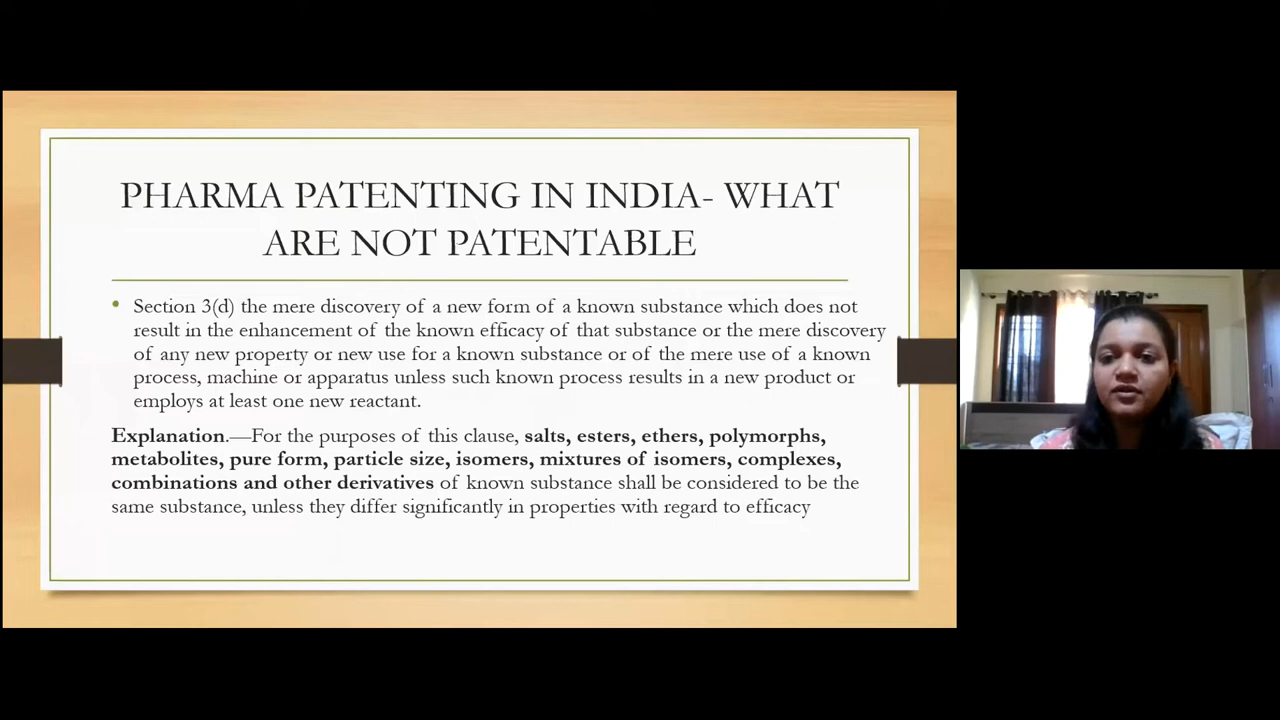 PHARMA PATENTING IN INDIA- WHAT
ARE NOT PATENTABLE
• Section 3(d) the mere discovery of a new form of a known substance which does not
result in the enhancement of the known efficacy of that substance or the mere discovery
of any new property or new use for a known substance or of the mere use of a known
process, machine or apparatus unless such known process results in a new product or
employs at least one new reactant.
Explanation.—For the purposes of this clause, salts, esters, ethers, polymorphs,
metabolites, pure form, particle size, isomers, mixtures of isomers, complexes,
combinations and other derivatives of known substance shall be considered to be the
same substance, unless they differ significantly in properties with regard to efficacy